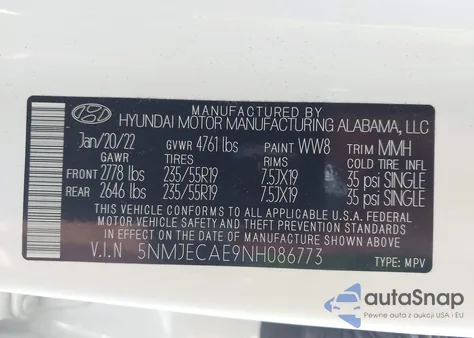 MANUFACTURED BY
HYUNDAI MOTOR MANUFACTURING ALABAMA, LLC
Jan/20/22 GVWR 4761 lbs PAINT WW8 TRIM MMH
GAWR TIRES RIMS COLD TIRE INFL
FRONT 2778 lbs 235/55R19 7.5JX19 35 psi SINGLE
REAR 2646 lbs 235/55R19 7.5JX19 35 psi SINGLE
THIS VEHICLE CONFORMS TO ALL APPLICABLE U.S.A. FEDERAL
MOTOR VEHICLE SAFETY AND BUMPER STANDARDS IN
EFFECT ON THE DATE OF MANUFACTURE SHOWN ABOVE.
V.I.N 5NMJECAE9NH086773 TYPE: MPV
autoSnap
Pewne auta z aukcji USA i EU